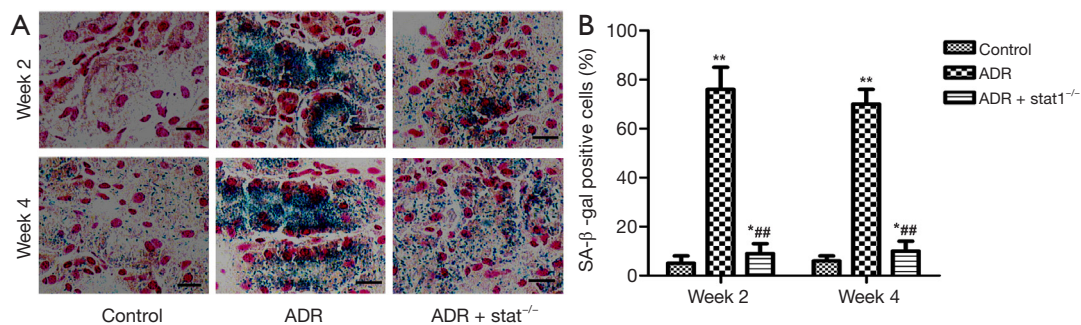 A
Week 2
Week 4
Control
ADR
ADR + stat⁻/⁻
B
SA-β -gal positive cells (%)
100
80
60
40
20
0
**
*##
**
*##
Week 2
Week 4
Control
ADR
ADR + stat1⁻/⁻